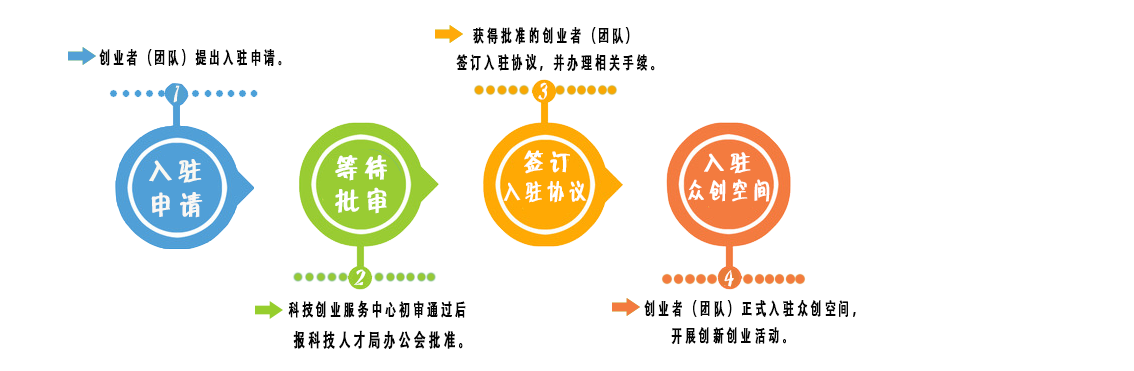 创业者（团队）提出入驻申请。
1
入驻
申请
等待
批审
2
科技创业服务中心初审通过后
报科技人才局办公会批准。
获得批准的创业者（团队）
签订入驻协议，并办理相关手续。
3
签订
入驻协议
入驻
众创空间
4
创业者（团队）正式入驻众创空间，
开展创新创业活动。